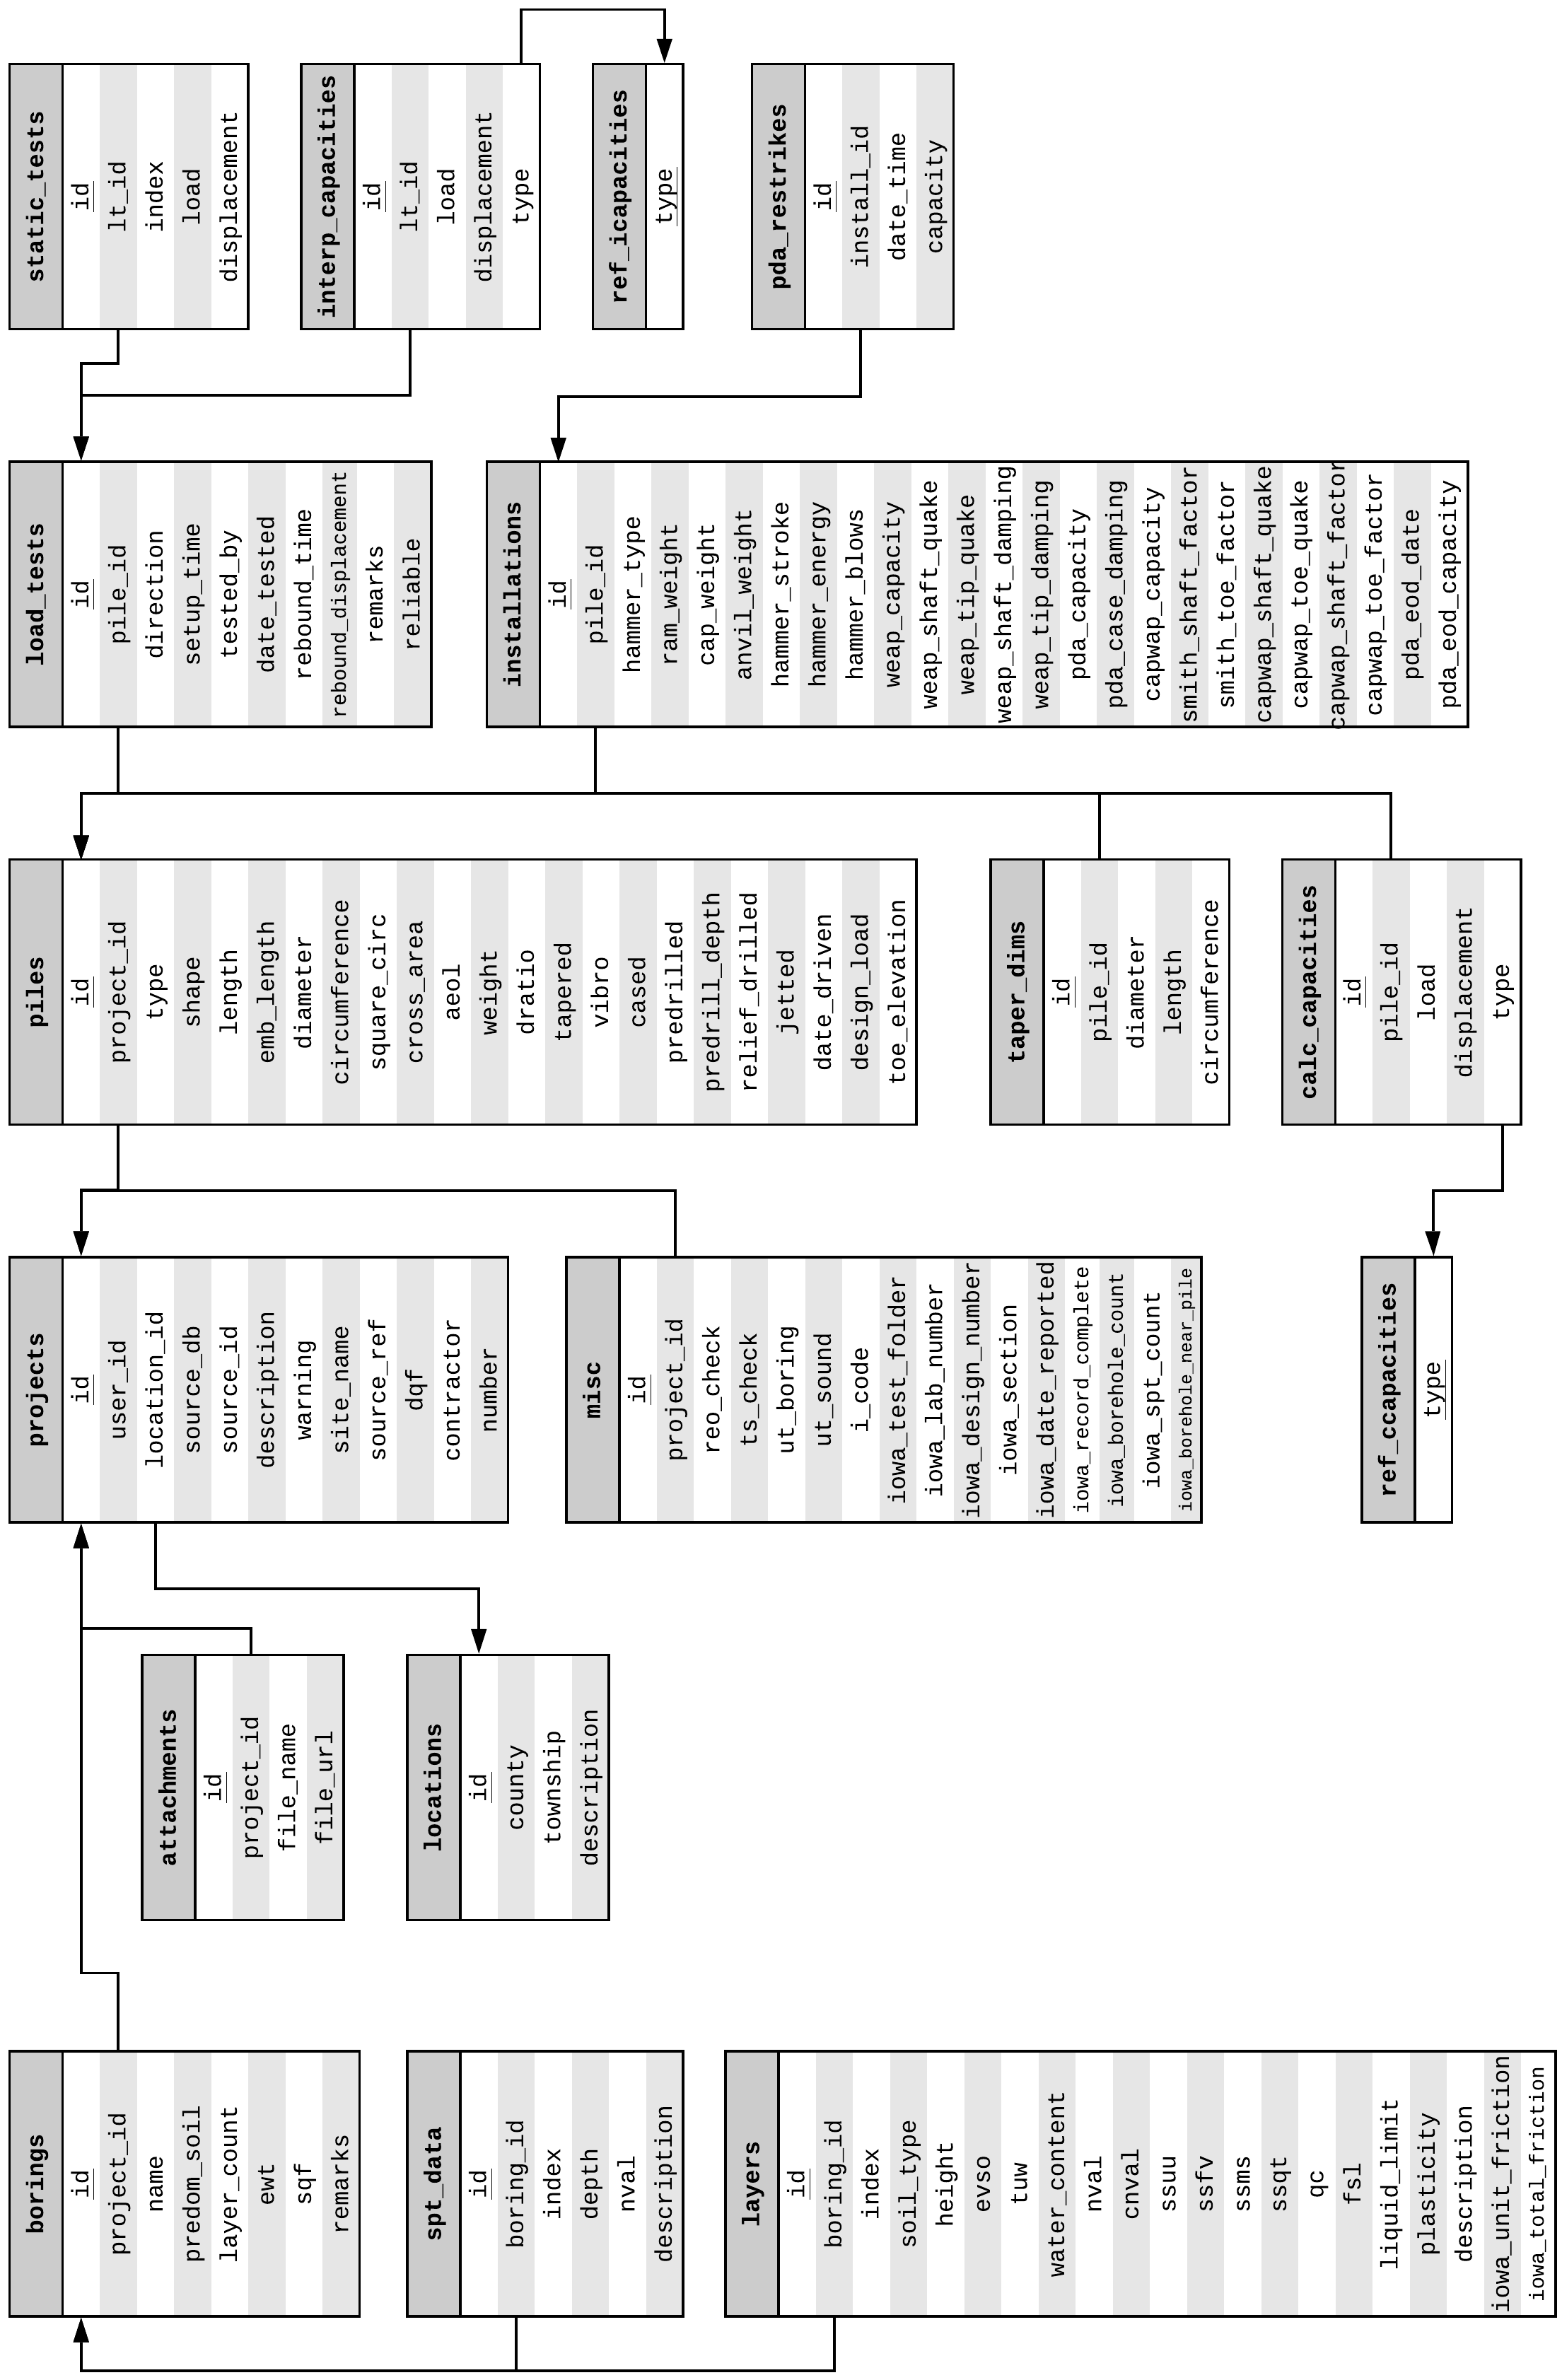 borings
id
project_id
name
predom_soil
layer_count
ewt
sqf
remarks
spt_data
id
boring_id
index
depth
nval
description
layers
id
boring_id
index
soil_type
height
evso
tuw
water_content
nval
cnval
ssuu
ssfv
ssms
ssqt
qc
fsl
liquid_limit
plasticity
description
iowa_unit_friction
iowa_total_friction
attachments
id
project_id
file_name
file_url
locations
id
county
township
description
projects
id
user_id
location_id
source_db
source_id
description
warning
site_name
source_ref
dqf
contractor
number
misc
id
project_id
reo_check
ts_check
ut_boring
ut_sound
i_code
iowa_test_folder
iowa_lab_number
iowa_design_number
iowa_section
iowa_date_reported
iowa_record_complete
iowa_borehole_count
iowa_spt_count
iowa_borehole_near_pile
ref_ccapacities
type
piles
id
project_id
type
shape
length
emb_length
diameter
circumference
square_circ
cross_area
aeol
weight
dratio
tapered
vibro
cased
predrilled
predrill_depth
relief_drilled
jetted
date_driven
design_load
toe_elevation
taper_dims
id
pile_id
diameter
length
circumference
calc_capacities
id
pile_id
load
displacement
type
load_tests
id
pile_id
direction
setup_time
tested_by
date_tested
rebound_time
rebound_displacement
remarks
reliable
installations
id
pile_id
hammer_type
ram_weight
cap_weight
anvil_weight
hammer_stroke
hammer_energy
hammer_blows
weap_capacity
weap_shaft_quake
weap_tip_quake
weap_shaft_damping
weap_tip_damping
pda_capacity
pda_case_damping
capwap_capacity
smith_shaft_factor
smith_toe_factor
capwap_shaft_quake
capwap_toe_quake
capwap_shaft_factor
capwap_toe_factor
pda_eod_date
pda_eod_capacity
static_tests
id
lt_id
index
load
displacement
interp_capacities
id
lt_id
load
displacement
type
ref_icapacities
type
pda_restrikes
id
install_id
date_time
capacity